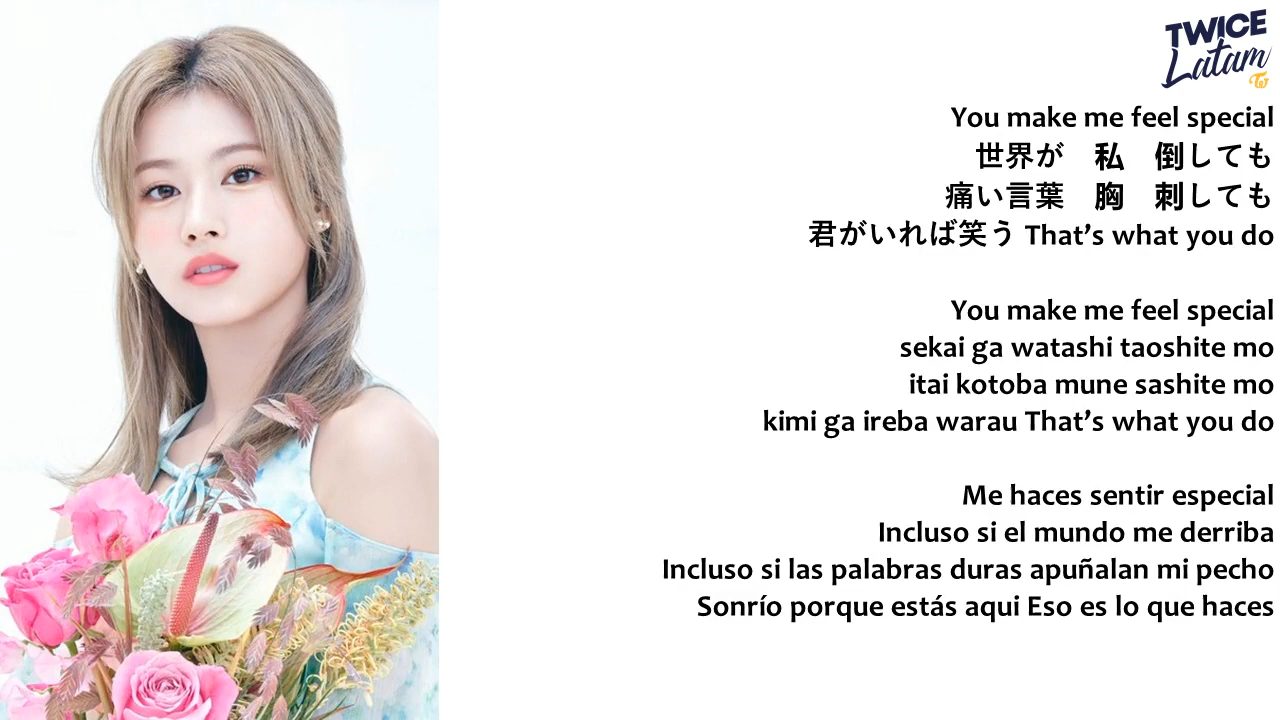 TWICE
Latam
You make me feel special
世界が　私　倒しても
痛い言葉　胸　刺しても
君がいれば笑う That’s what you do
You make me feel special
sekai ga watashi taoshite mo
itai kotoba mune sashite mo
kimi ga ireba warau That’s what you do
Me haces sentir especial
Incluso si el mundo me derriba
Incluso si las palabras duras apuñalan mi pecho
Sonrío porque estás aqui Eso es lo que haces